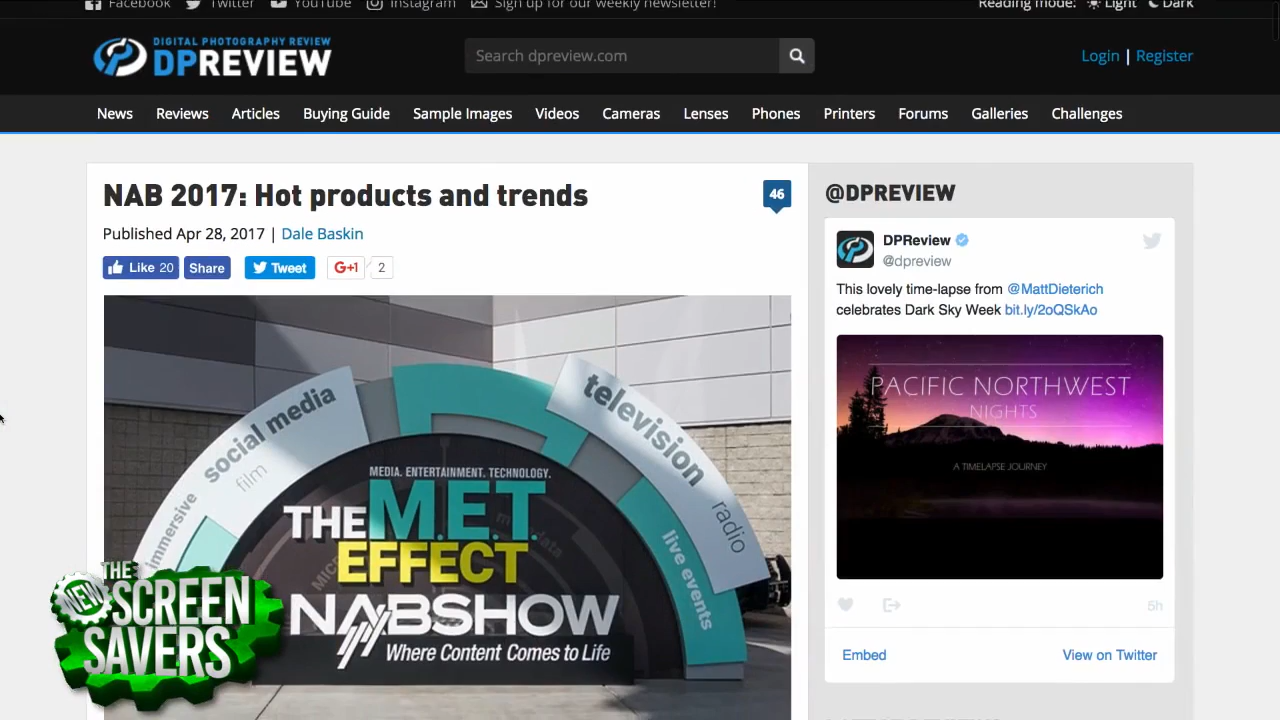 Facebook Twitter YouTube Instagram Sign up for our weekly newsletter! Reading mode: Light Dark
DIGITAL PHOTOGRAPHY REVIEW
DPREVIEW
Search dpreview.com
Login | Register
News Reviews Articles Buying Guide Sample Images Videos Cameras Lenses Phones Printers Forums Galleries Challenges
NAB 2017: Hot products and trends
46
Published Apr 28, 2017 | Dale Baskin
Like 20 Share Tweet G+1 2
social media
film
immersive
television
radio
live events
MEDIA. ENTERTAINMENT. TECHNOLOGY.
THE M.E.T.
EFFECT
NABSHOW
Where Content Comes to Life
THE
NEW
SCREEN
SAVERS
@DPREVIEW
DPReview
@dpreview
This lovely time-lapse from @MattDieterich
celebrates Dark Sky Week bit.ly/2oQSkAo
PACIFIC NORTHWEST
NIGHTS
A TIMELAPSE JOURNEY
5h
Embed View on Twitter